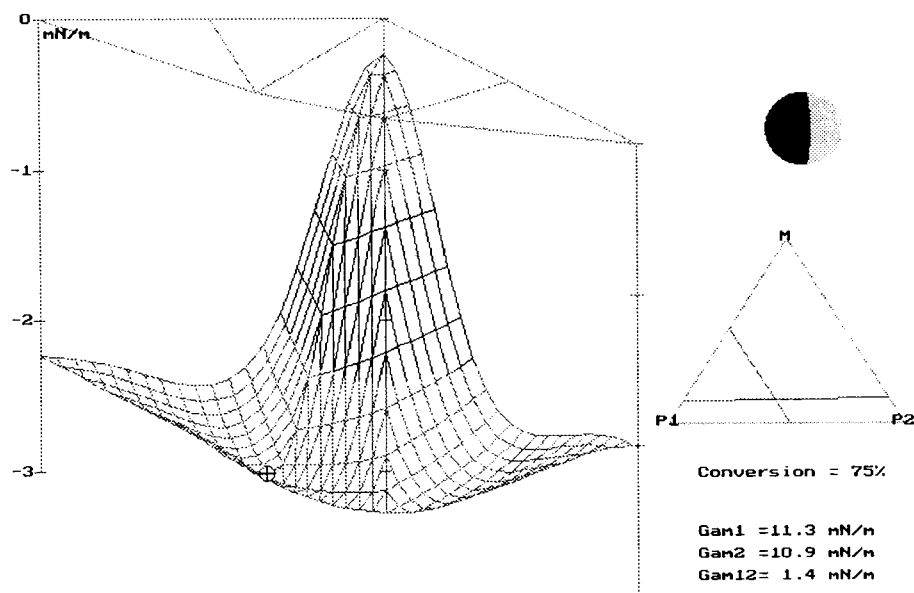 0
mN/m
-1
-2
-3
M
P1
P2
Conversion = 75%
Gam1 =11.3 mN/m
Gam2 =10.9 mN/m
Gam12= 1.4 mN/m